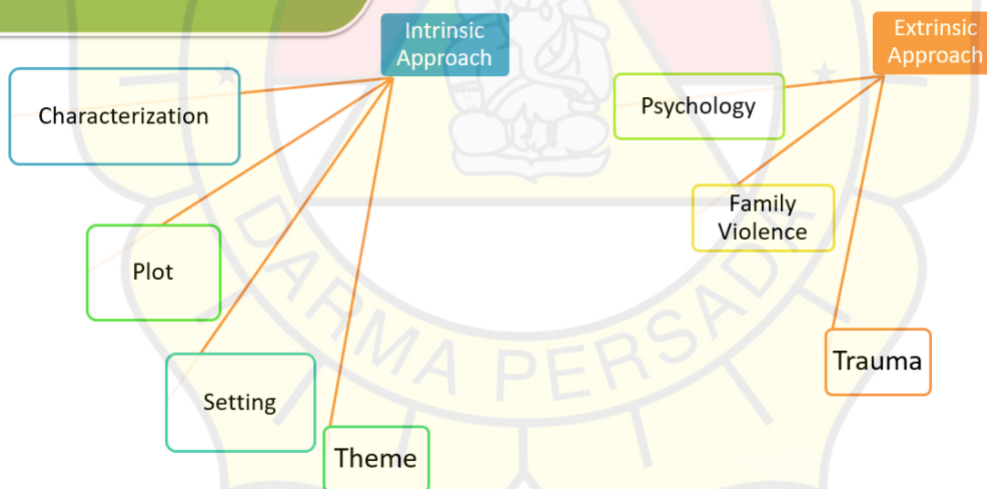 Intrinsic
Approach
Extrinsic
Approach
Characterization
Psychology
Family
Violence
Plot
Setting
Trauma
Theme
DARMA PERSADA